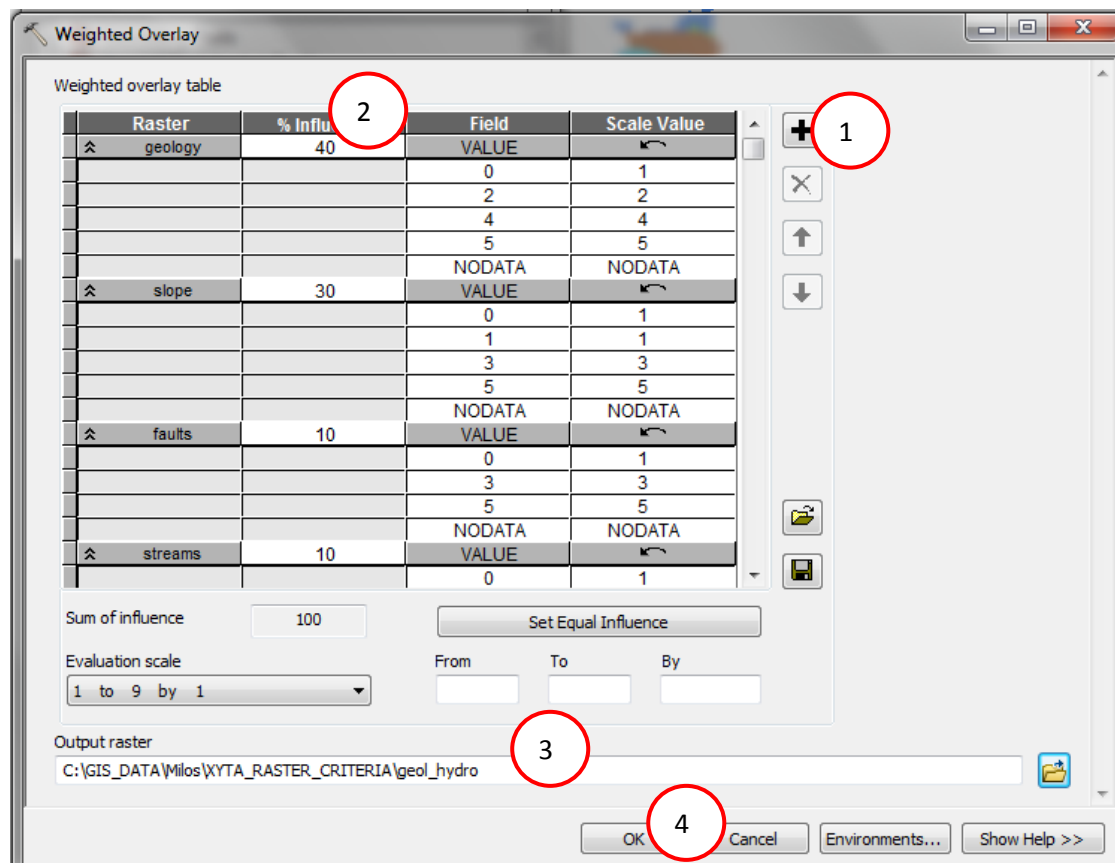 Weighted Overlay
Weighted overlay table
Raster % Influ Field Scale Value
2
1
geology 40 VALUE
0 1
2 2
4 4
5 5
NODATA NODATA
slope 30 VALUE
0 1
1 1
3 3
5 5
NODATA NODATA
faults 10 VALUE
0 1
3 3
5 5
NODATA NODATA
streams 10 VALUE
0 1
Sum of influence 100 Set Equal Influence
Evaluation scale From To By
1 to 9 by 1
Output raster
3
C:\GIS_DATA\Milos\XYTA_RASTER_CRITERIA\geol_hydro
OK 4 Cancel Environments... Show Help >>